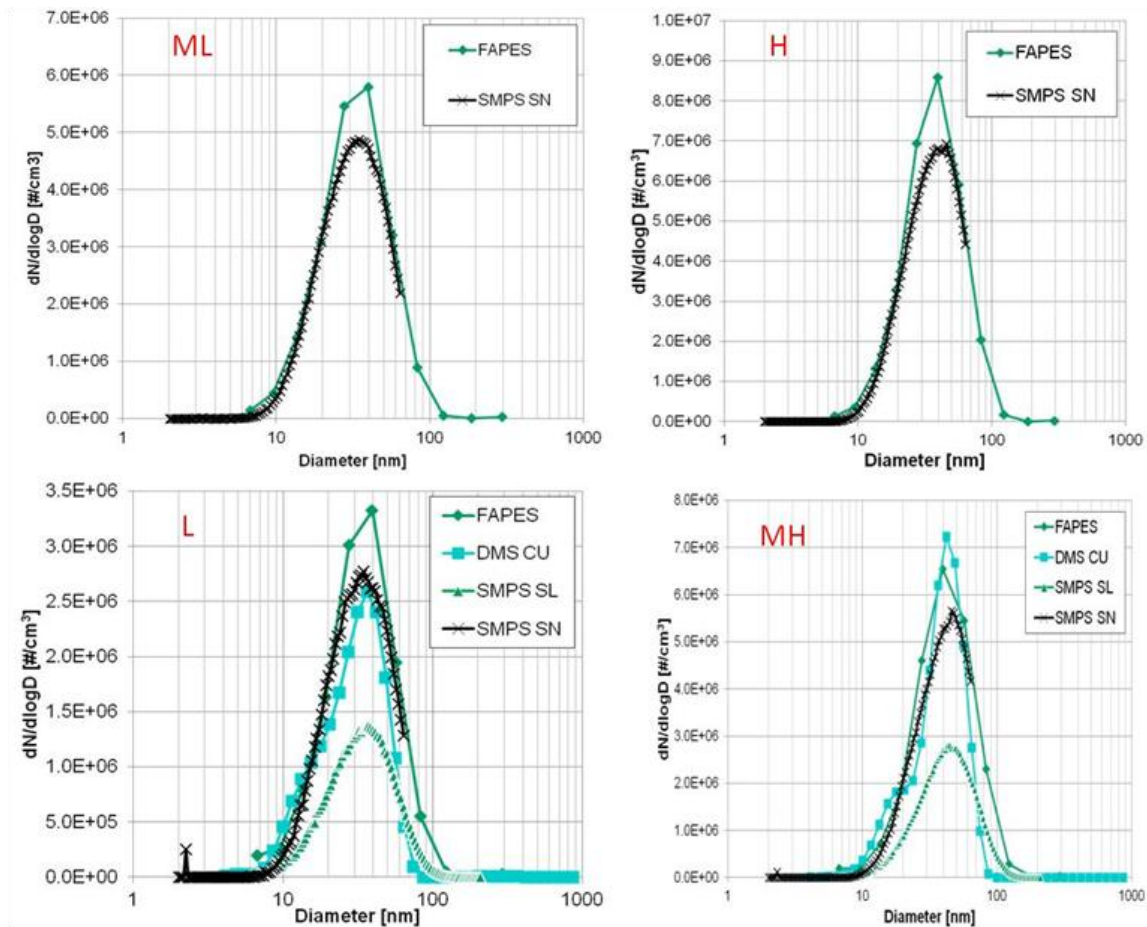 ML
7.0E+06
6.0E+06
5.0E+06
4.0E+06
3.0E+06
2.0E+06
1.0E+06
0.0E+00
dN/dlogD [#/cm3]
FAPES
SMPS SN
1 10 100 1000
Diameter [nm]
H
1.0E+07
9.0E+06
8.0E+06
7.0E+06
6.0E+06
5.0E+06
4.0E+06
3.0E+06
2.0E+06
1.0E+06
0.0E+00
dN/dlogD [#/cm³]
FAPES
SMPS SN
1 10 100 1000
Diameter [nm]
L
3.5E+06
3.0E+06
2.5E+06
2.0E+06
1.5E+06
1.0E+06
5.0E+05
0.0E+00
dN/dlogD [#/cm³]
FAPES
DMS CU
SMPS SL
SMPS SN
1 10 100 1000
Diameter [nm]
MH
8.0E+06
7.0E+06
6.0E+06
5.0E+06
4.0E+06
3.0E+06
2.0E+06
1.0E+06
0.0E+00
dN/dlogD [#/cm³]
FAPES
DMS CU
SMPS SL
SMPS SN
1 10 100 1000
Diameter [nm]